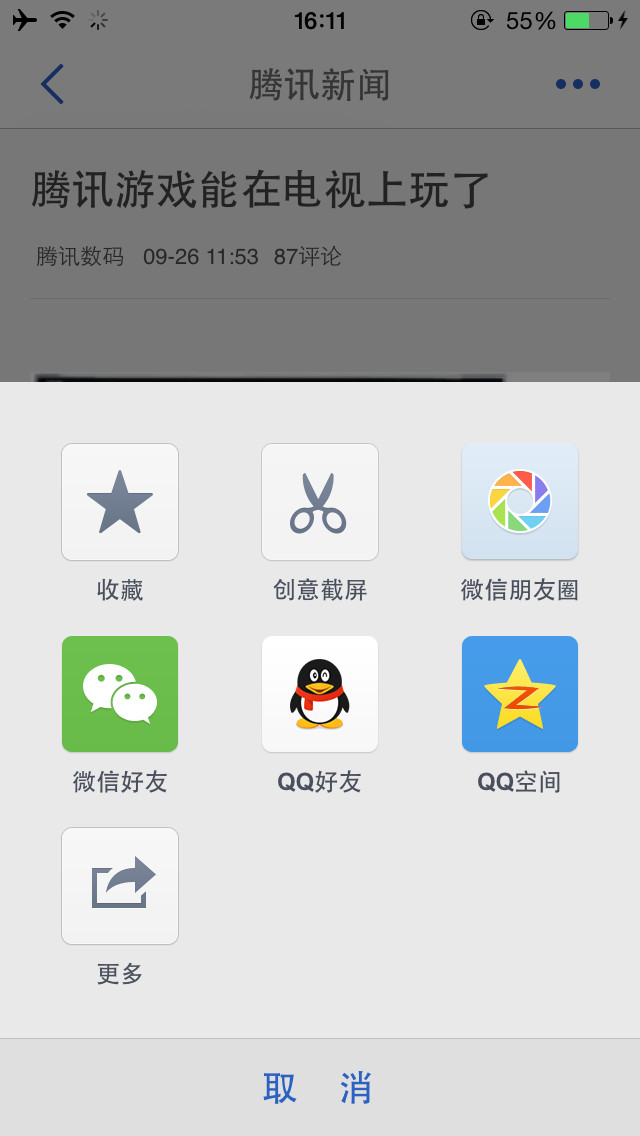 16:11 55%
腾讯新闻
腾讯游戏能在电视上玩了
腾讯数码 09-26 11:53 87评论
收藏 创意截屏 微信朋友圈
微信好友 QQ好友 QQ空间
更多
取 消